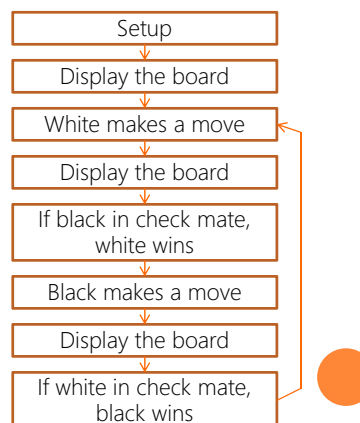 Setup
Display the board
White makes a move
Display the board
If black in check mate,
white wins
Black makes a move
Display the board
If white in check mate,
black wins